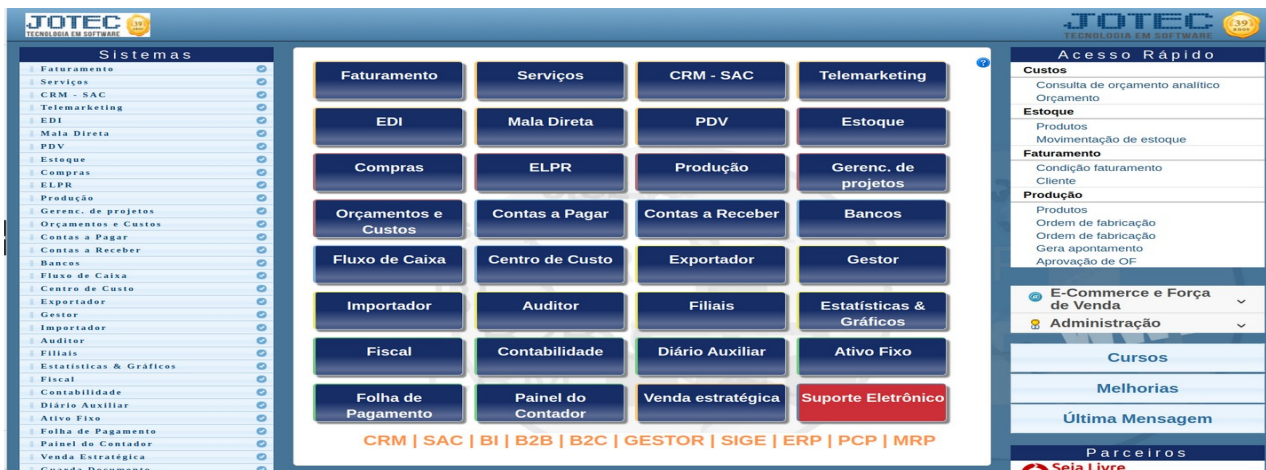 JOTEC
39
ANOS
TECNOLOGIA EM SOFTWARE
JOTEC
39
ANOS
TECNOLOGIA EM SOFTWARE
Sistemas
Faturamento
Serviços
CRM - SAC
Telemarketing
EDI
Mala Direta
PDV
Estoque
Compras
ELPR
Produção
Gerenc. de projetos
Orçamentos e Custos
Contas a Pagar
Contas a Receber
Bancos
Fluxo de Caixa
Centro de Custo
Exportador
Gestor
Importador
Auditor
Filiais
Estatísticas & Gráficos
Fiscal
Contabilidade
Diário Auxiliar
Ativo Fixo
Folha de Pagamento
Painel do Contador
Venda Estratégica
Guarda Documento
Faturamento
Serviços
CRM - SAC
Telemarketing
EDI
Mala Direta
PDV
Estoque
Compras
ELPR
Produção
Gerenc. de
projetos
Orçamentos e
Custos
Contas a Pagar
Contas a Receber
Bancos
Fluxo de Caixa
Centro de Custo
Exportador
Gestor
Importador
Auditor
Filiais
Estatísticas &
Gráficos
Fiscal
Contabilidade
Diário Auxiliar
Ativo Fixo
Folha de
Pagamento
Painel do
Contador
Venda estratégica
Suporte Eletrônico
CRM | SAC | BI | B2B | B2C | GESTOR | SIGE | ERP | PCP | MRP
?
Acesso Rápido
Custos
Consulta de orçamento analítico
Orçamento
Estoque
Produtos
Movimentação de estoque
Faturamento
Condição faturamento
Cliente
Produção
Produtos
Ordem de fabricação
Ordem de fabricação
Gera apontamento
Aprovação de OF
E-Commerce e Força
de Venda
Administração
Cursos
Melhorias
Última Mensagem
Parceiros
Seja Livre